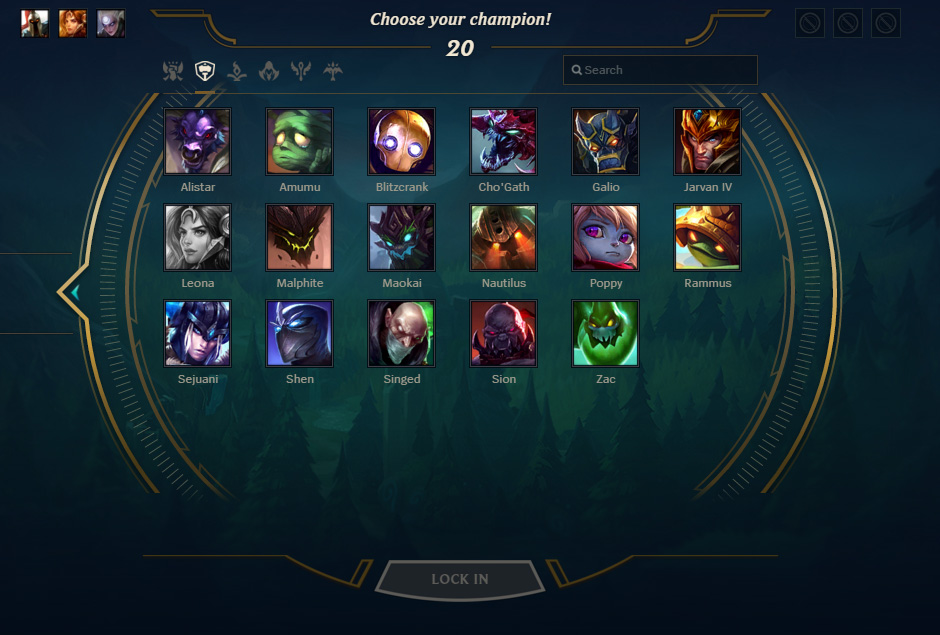 Choose your champion!
20
Search
Alistar Amumu Blitzcrank Cho'Gath Galio Jarvan IV
Leona Malphite Maokai Nautilus Poppy Rammus
Sejuani Shen Singed Sion Zac
LOCK IN